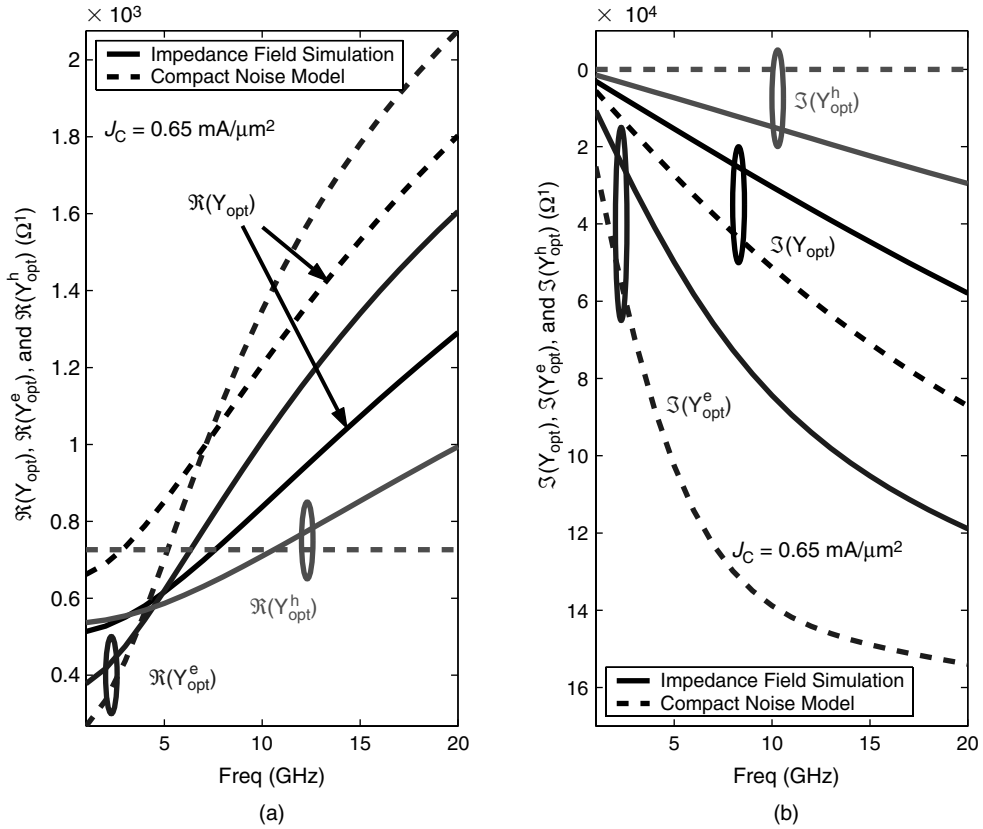 × 10³
2
1.8
1.6
1.4
1.2
1
0.8
0.6
0.4
ℜ(Y_opt), ℜ(Y^e_opt), and ℜ(Y^h_opt) (Ω¹)
Impedance Field Simulation
Compact Noise Model
J_C = 0.65 mA/μm²
ℜ(Y_opt)
ℜ(Y^h_opt)
ℜ(Y^e_opt)
5 10 15 20
Freq (GHz)
(a)
× 10⁴
0
2
4
6
8
10
12
14
16
ℑ(Y_opt), ℑ(Y^e_opt), and ℑ(Y^h_opt) (Ω¹)
ℑ(Y^h_opt)
ℑ(Y_opt)
ℑ(Y^e_opt)
J_C = 0.65 mA/μm²
Impedance Field Simulation
Compact Noise Model
5 10 15 20
Freq (GHz)
(b)